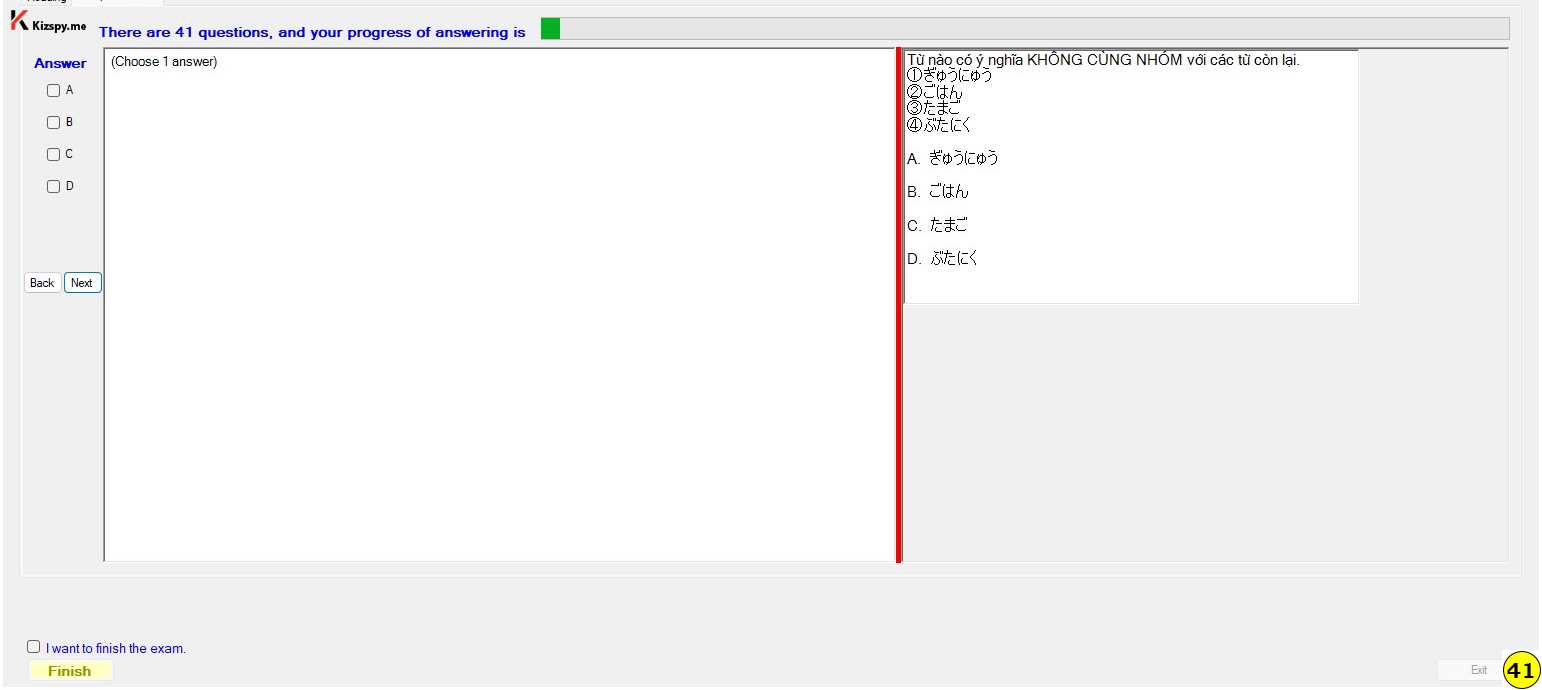 Kizspy.me
There are 41 questions, and your progress of answering is
Answer
(Choose 1 answer)
A
B
C
D
Back
Next
Từ nào có ý nghĩa KHÔNG CÙNG NHÓM với các từ còn lại.
①ぎゅうにゅう
②ごはん
③たまご
④ぶたにく
A. ぎゅうにゅう
B. ごはん
C. たまご
D. ぶたにく
I want to finish the exam.
Finish
Exit
41